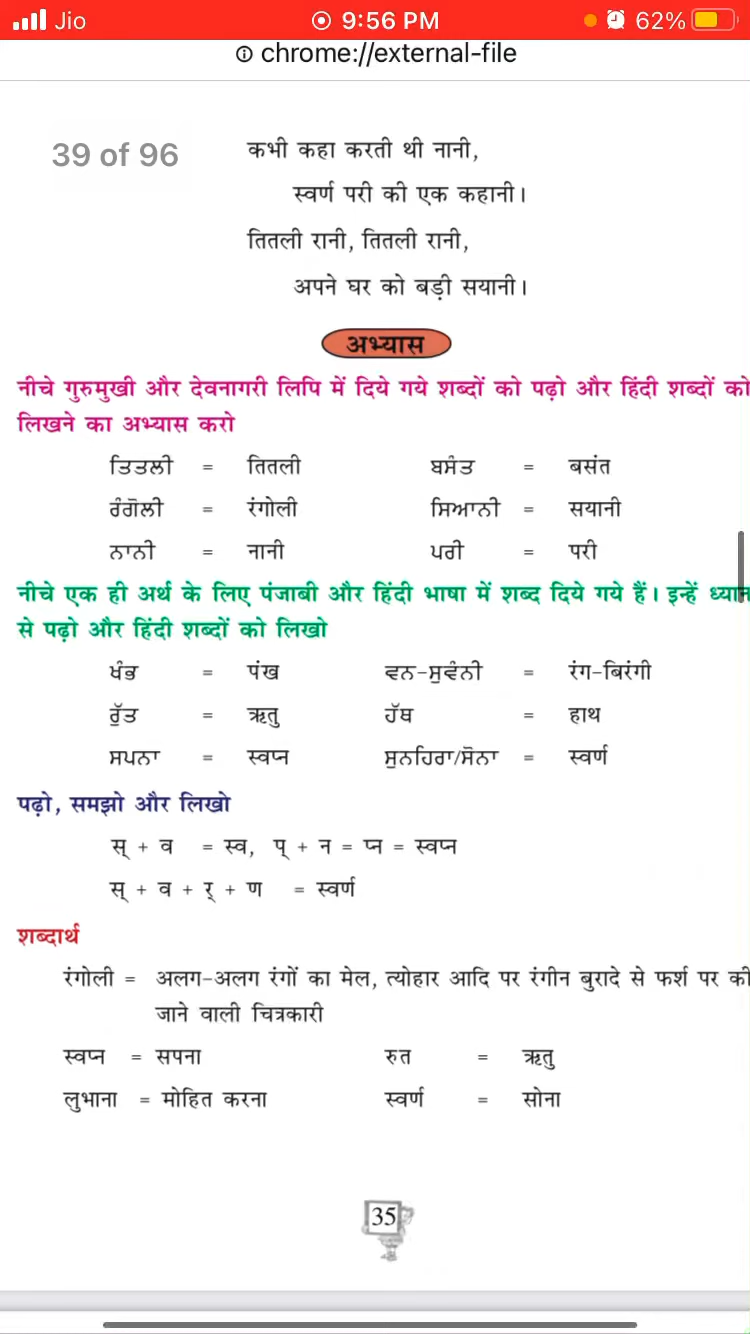 Jio 9:56 PM 62%
chrome://external-file
39 of 96
कभी कहा करती थी नानी,
स्वर्ण परी की एक कहानी।
तितली रानी, तितली रानी,
अपने घर को बड़ी सयानी।
अभ्यास
नीचे गुरुमुखी और देवनागरी लिपि में दिये गये शब्दों को पढ़ो और हिंदी शब्दों को
लिखने का अभ्यास करो
ਤਿਤਲੀ = तितली ਬਸੰਤ = बसंत
ਰੰਗੋਲੀ = रंगोली ਸਿਆਨੀ = सयानी
ਨਾਨੀ = नानी ਪਰੀ = परी
नीचे एक ही अर्थ के लिए पंजाबी और हिंदी भाषा में शब्द दिये गये हैं। इन्हें ध्यान
से पढ़ो और हिंदी शब्दों को लिखो
ਖੰਭ = पंख ਵਨ-ਸੁਵੰਨੀ = रंग-बिरंगी
ਰੁੱਤ = ऋतु ਹੱਥ = हाथ
ਸਪਨਾ = स्वप्न ਸੁਨਹਿਰਾ/ਸੋਨਾ = स्वर्ण
पढ़ो, समझो और लिखो
स् + व = स्व, प् + न = प्न = स्वप्न
स् + व + र् + ण = स्वर्ण
शब्दार्थ
रंगोली = अलग-अलग रंगों का मेल, त्योहार आदि पर रंगीन बुरादे से फर्श पर की
जाने वाली चित्रकारी
स्वप्न = सपना रुत = ऋतु
लुभाना = मोहित करना स्वर्ण = सोना
35